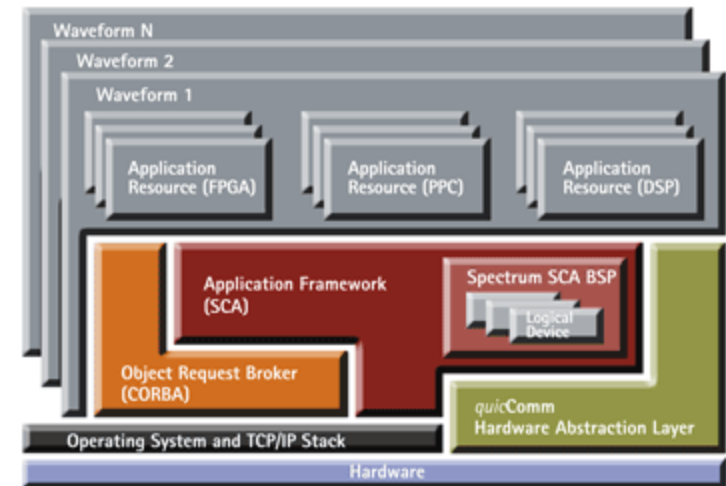 Waveform N
Waveform 2
Waveform 1
Application
Resource (FPGA)
Application
Resource (PPC)
Application
Resource (DSP)
Application Framework
(SCA)
Spectrum SCA BSP
Logical
Device
Object Request Broker
(CORBA)
quicComm
Hardware Abstraction Layer
Operating System and TCP/IP Stack
Hardware